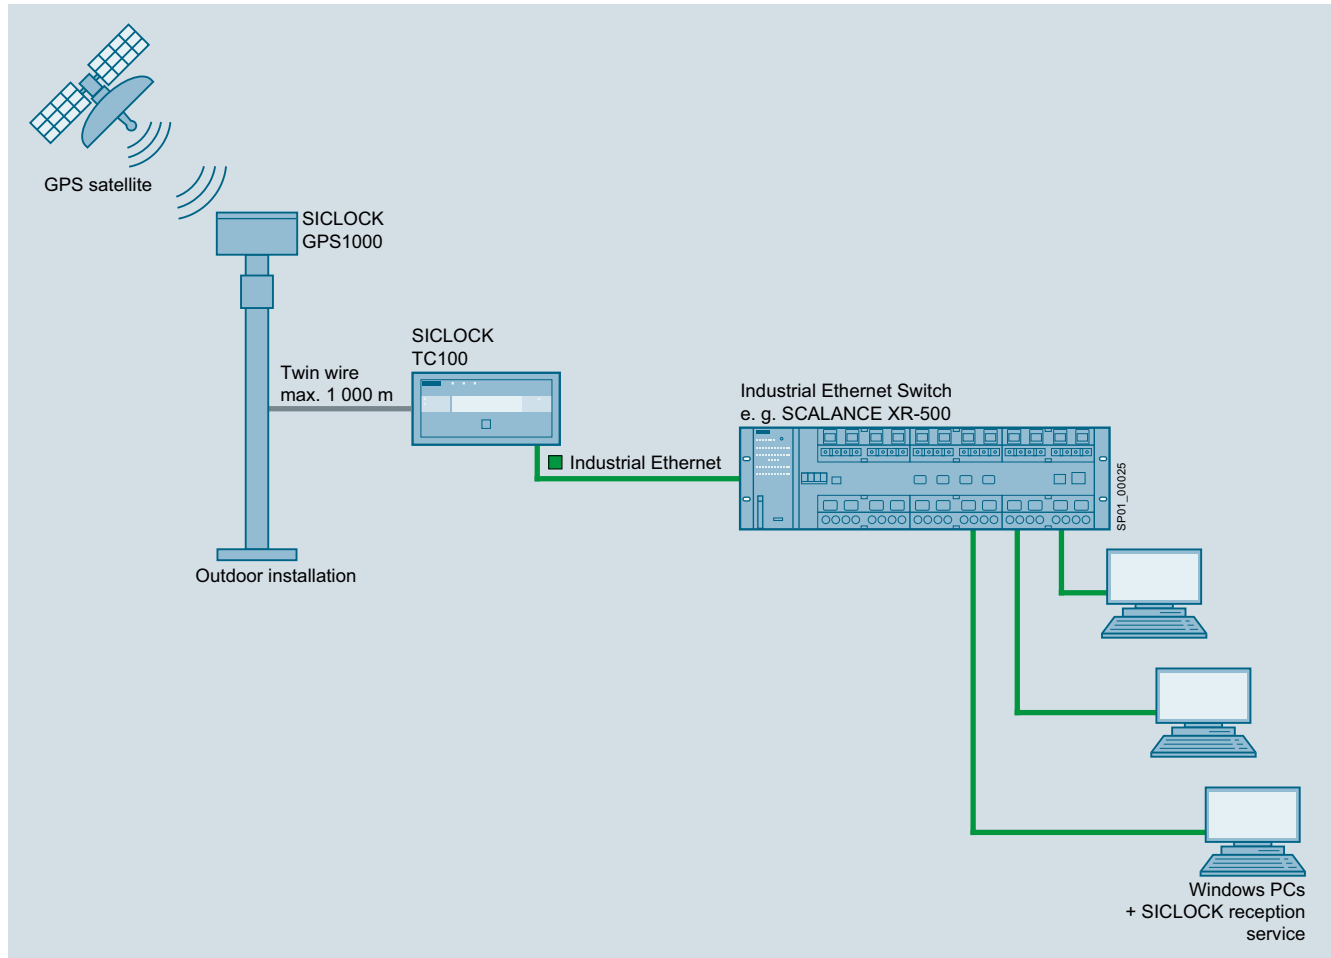 GPS satellite
SICLOCK
GPS1000
SICLOCK
TC100
Twin wire
max. 1 000 m
Industrial Ethernet Switch
e. g. SCALANCE XR-500
Industrial Ethernet
SP01_00025
Outdoor installation
Windows PCs
+ SICLOCK reception
service